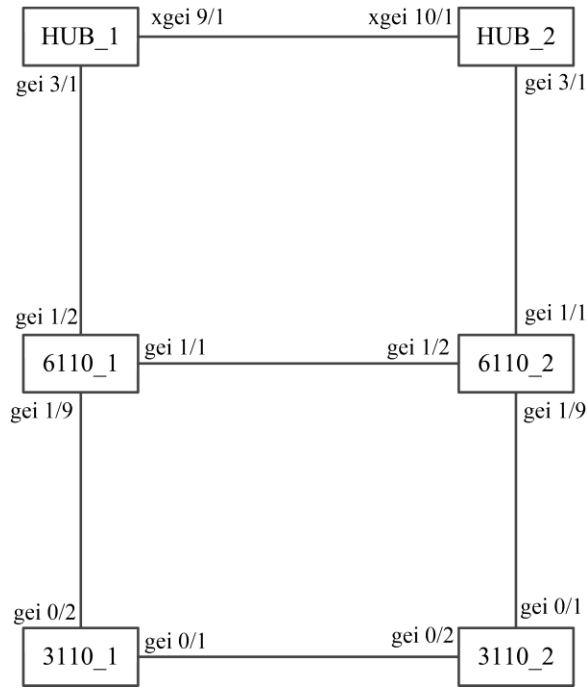 HUB_1
xgei 9/1
xgei 10/1
HUB_2
gei 3/1
gei 3/1
gei 1/2
gei 1/1
6110_1
gei 1/1
gei 1/2
6110_2
gei 1/9
gei 1/9
gei 0/2
gei 0/1
3110_1
gei 0/1
gei 0/2
3110_2